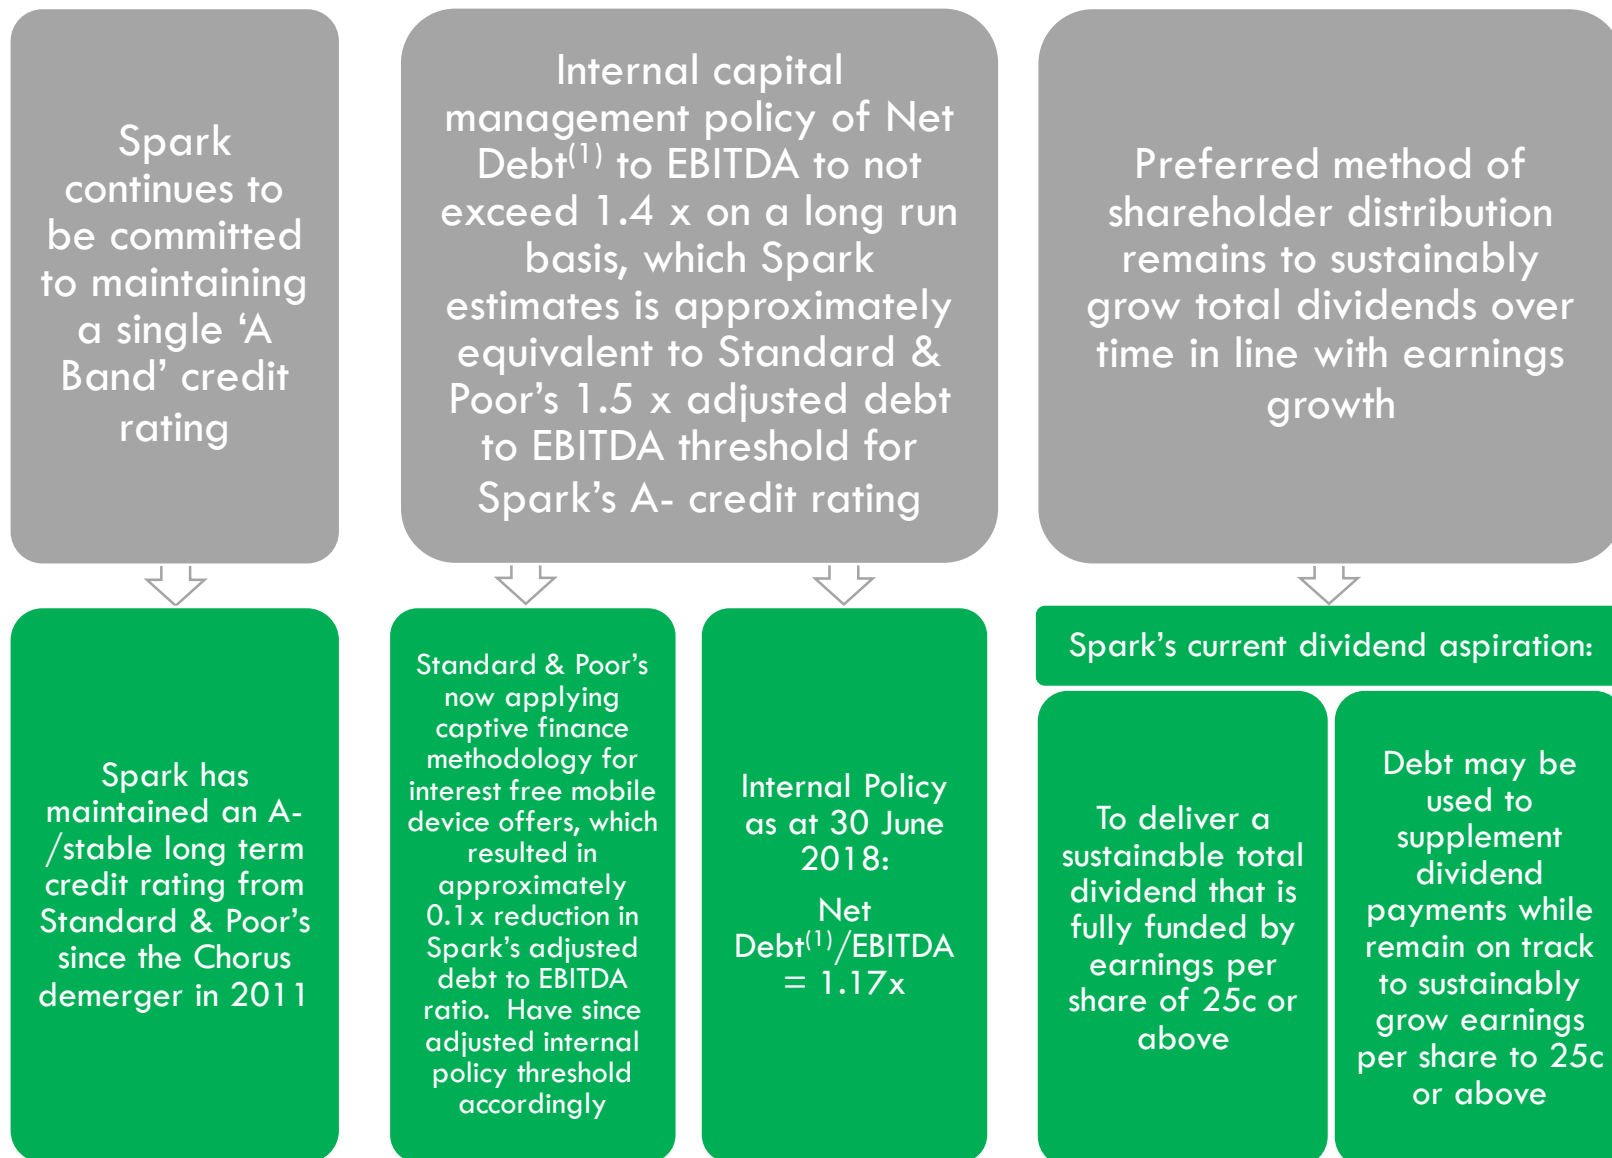 Spark
continues to
be committed
to maintaining
a single ‘A
Band’ credit
rating
Internal capital
management policy of Net
Debt(1) to EBITDA to not
exceed 1.4 x on a long run
basis, which Spark
estimates is approximately
equivalent to Standard &
Poor’s 1.5 x adjusted debt
to EBITDA threshold for
Spark’s A- credit rating
Preferred method of
shareholder distribution
remains to sustainably
grow total dividends over
time in line with earnings
growth
Spark has
maintained an A-
/stable long term
credit rating from
Standard & Poor’s
since the Chorus
demerger in 2011
Standard & Poor’s
now applying
captive finance
methodology for
interest free mobile
device offers, which
resulted in
approximately
0.1x reduction in
Spark’s adjusted
debt to EBITDA
ratio.  Have since
adjusted internal
policy threshold
accordingly
Internal Policy
as at 30 June
2018:
Net
Debt(1)/EBITDA
= 1.17x
Spark’s current dividend aspiration:
To deliver a
sustainable total
dividend that is
fully funded by
earnings per
share of 25c or
above
Debt may be
used to
supplement
dividend
payments while
remain on track
to sustainably
grow earnings
per share to 25c
or above